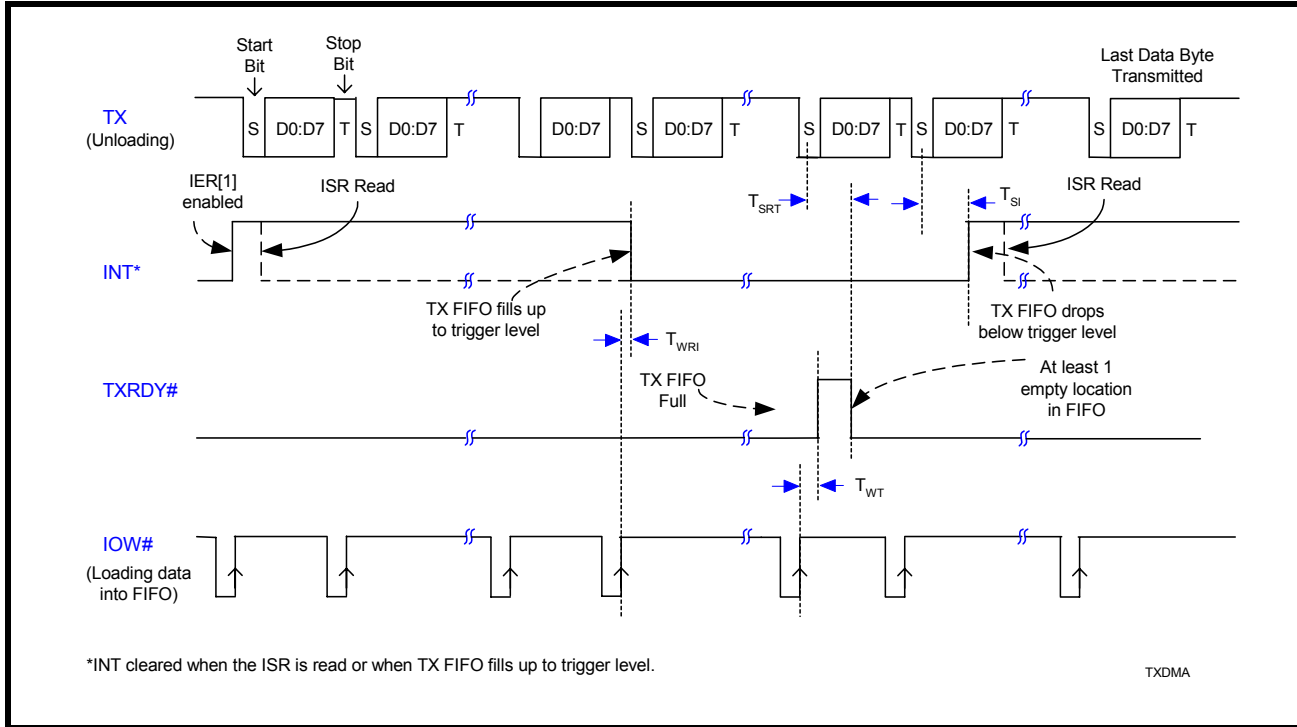 Start
Bit
Stop
Bit
Last Data Byte
Transmitted
TX
(Unloading)
S D0:D7 T S D0:D7 T D0:D7 S D0:D7 T S D0:D7 T S D0:D7 T S D0:D7 T
IER[1]
enabled
ISR Read
TSRT
TSI
ISR Read
INT*
TX FIFO fills up
to trigger level
TX FIFO drops
below trigger level
TWRI
TXRDY#
TX FIFO
Full
At least 1
empty location
in FIFO
TWT
IOW#
(Loading data
into FIFO)
*INT cleared when the ISR is read or when TX FIFO fills up to trigger level.
TXDMA